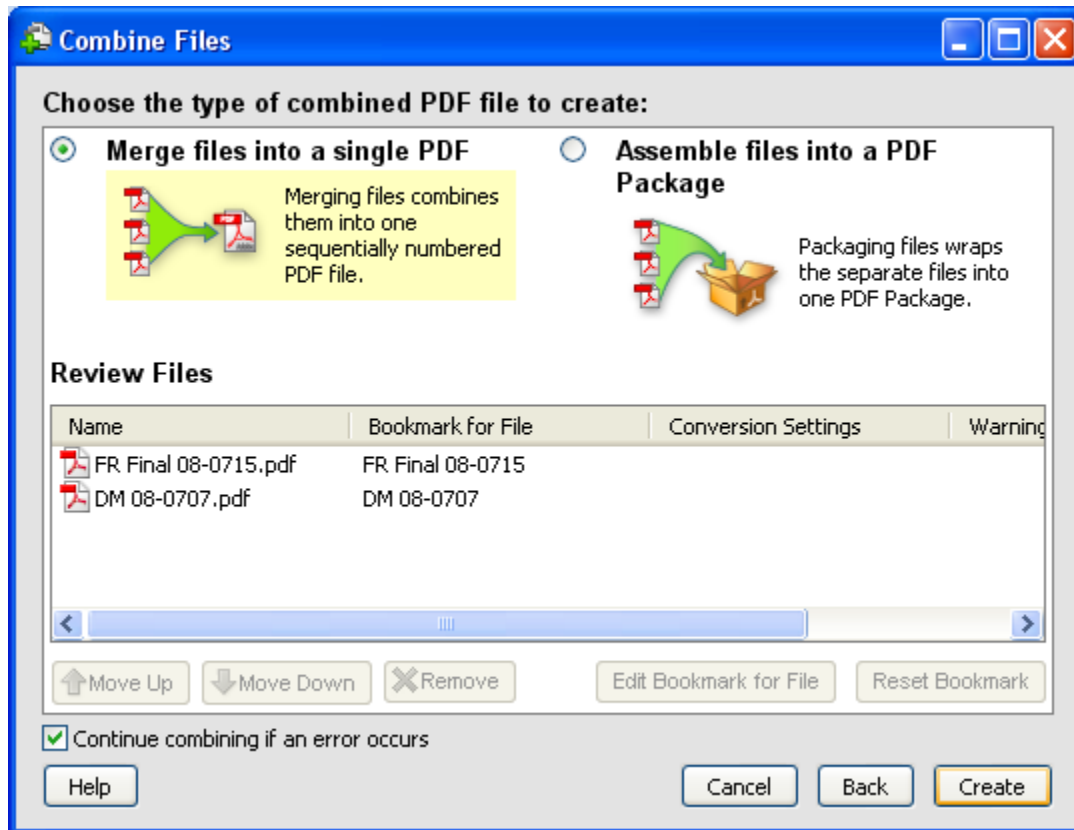 Combine Files
Choose the type of combined PDF file to create:
Merge files into a single PDF
Merging files combines
them into one
sequentially numbered
PDF file.
Assemble files into a PDF
Package
Packaging files wraps
the separate files into
one PDF Package.
Review Files
Name Bookmark for File Conversion Settings Warning
FR Final 08-0715.pdf FR Final 08-0715
DM 08-0707.pdf DM 08-0707
Move Up Move Down Remove Edit Bookmark for File Reset Bookmark
Continue combining if an error occurs
Help Cancel Back Create